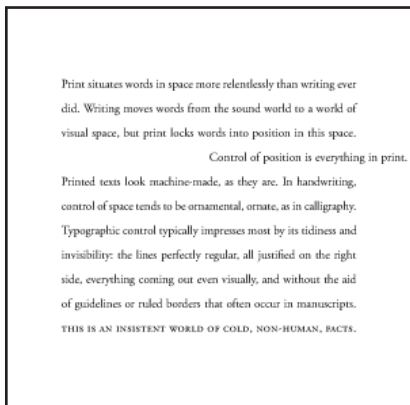 Print situates words in space more relentlessly than writing ever
did. Writing moves words from the sound world to a world of
visual space, but print locks words into position in this space.
Control of position is everything in print.
Printed texts look machine-made, as they are. In handwriting,
control of space tends to be ornamental, ornate, as in calligraphy.
Typographic control typically impresses most by its tidiness and
invisibility: the lines perfectly regular, all justified on the right
side, everything coming out even visually, and without the aid
of guidelines or ruled borders that often occur in manuscripts.
THIS IS AN INSISTENT WORLD OF COLD, NON-HUMAN, FACTS.